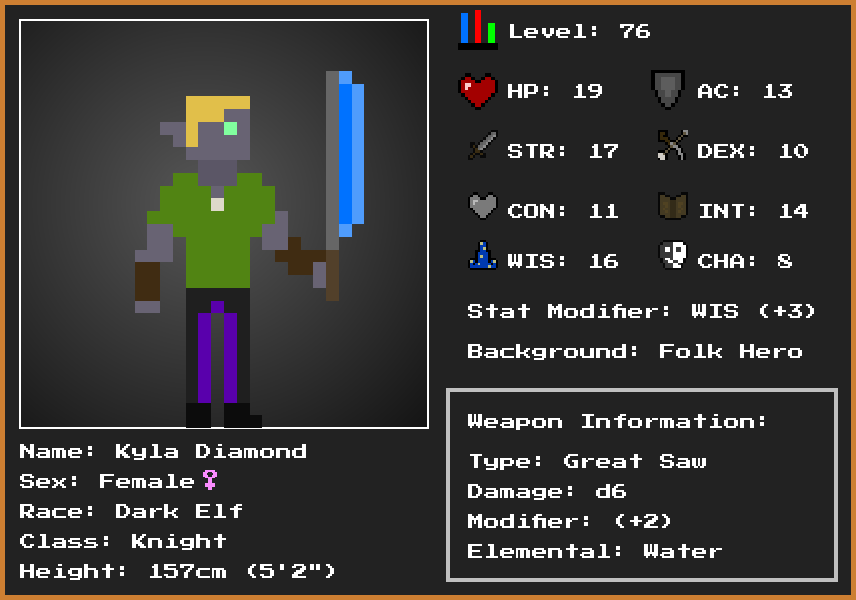 Level: 76
HP: 19
AC: 13
STR: 17
DEX: 10
CON: 11
INT: 14
WIS: 16
CHA: 8
Stat Modifier: WIS (+3)
Background: Folk Hero
Weapon Information:
Type: Great Saw
Damage: d6
Modifier: (+2)
Elemental: Water
Name: Kyla Diamond
Sex: Female♀
Race: Dark Elf
Class: Knight
Height: 157cm (5'2")